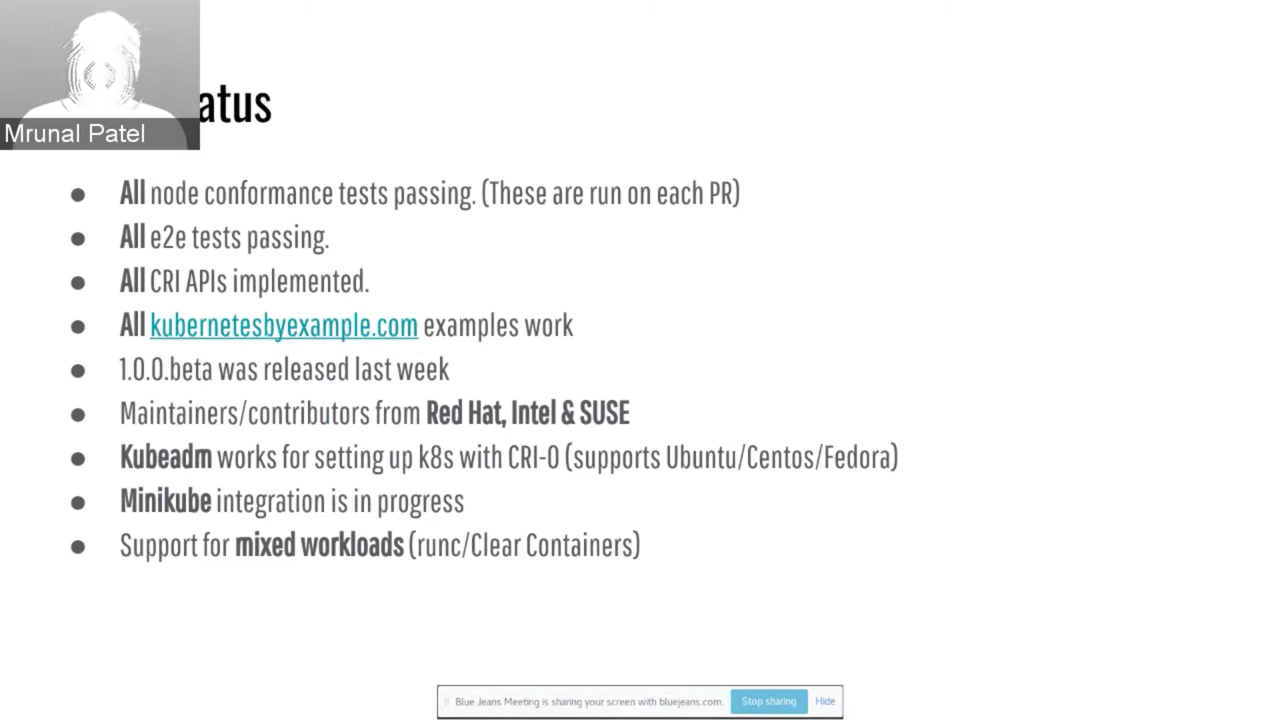 Mrunal Patel
atus
All node conformance tests passing. (These are run on each PR)
All e2e tests passing.
All CRI APIs implemented.
All kubernetesbyexample.com examples work
1.0.0.beta was released last week
Maintainers/contributors from Red Hat, Intel & SUSE
Kubeadm works for setting up k8s with CRI-O (supports Ubuntu/Centos/Fedora)
Minikube integration is in progress
Support for mixed workloads (runc/Clear Containers)
Blue Jeans Meeting is sharing your screen with bluejeans.com. Stop sharing Hide